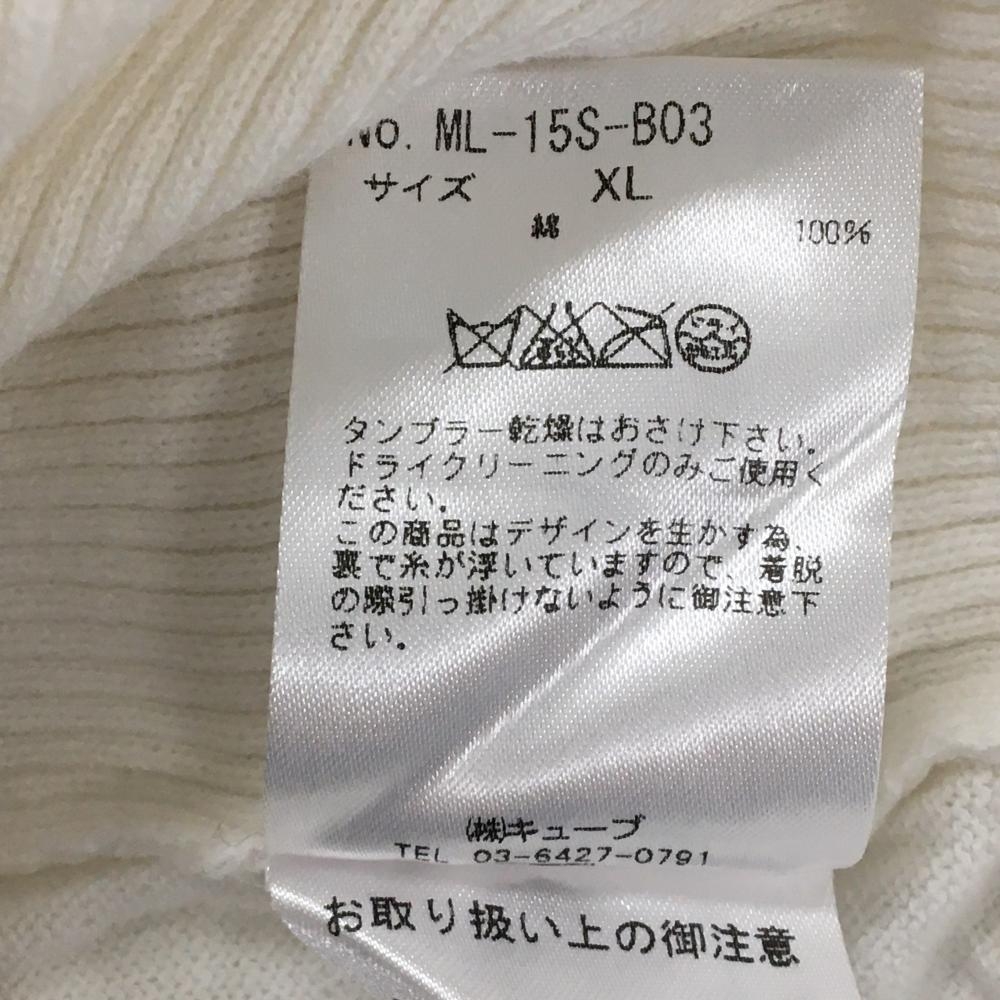 No. ML-15S-B03
サイズ XL
綿 100%
タンブラー乾燥はおさけ下さい。
ドライクリーニングのみご使用く
ださい。
この商品はデザインを生かす為、
裏で糸が浮いていますので、着脱
の際引っ掛けないように御注意下
さい。
(株)キューブ
TEL 03-6427-0791
お取り扱い上の御注意